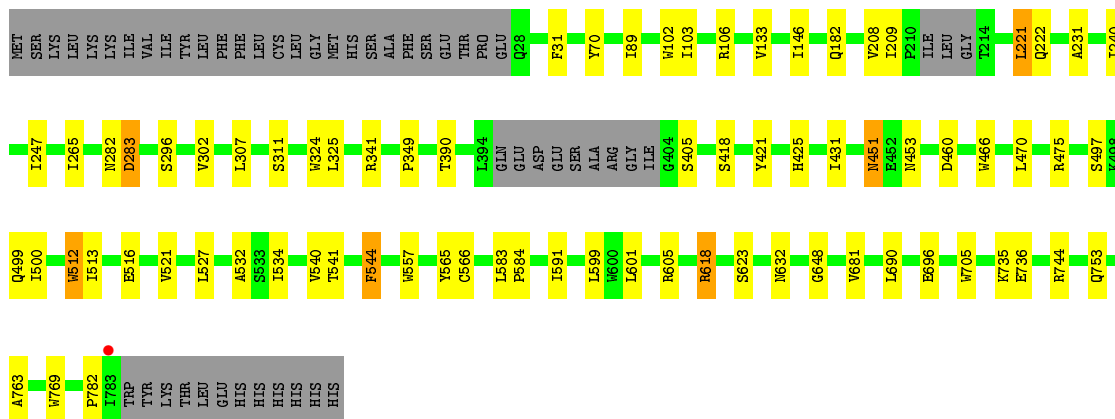 MET SER LYS LEU LYS LYS ILE VAL ILE TYR LEU PHE PHE LEU CYS LEU GLY MET HIS SER ALA PHE SER GLU THR PRO GLU Q28 F31 Y70 I89 W102 I103 R106 V133 I146 Q182 V208 I209 P210 ILE LEU GLY T214 L221 Q222 A231
I247 I265 N282 D283 S296 V302 L307 S311 W324 L325 R341 P349 T390 L394 GLN GLU ASP GLU SER ALA ARG GLY ILE G404 S405 S418 Y421 H425 I431 N451 E452 N453 D460 W466 L470 R475 S497
Q499 I500 W512 I513 E516 V521 L527 A532 S533 I534 V540 T541 F544 W557 Y565 C566 L583 P584 I591 L599 W600 L601 R605 R618 S623 N632 G648 V681 L690 E696 W705 K735 E736 R744 Q753
A763 W769 P782 I783 TRP TYR LYS THR LEU GLU HIS HIS HIS HIS HIS HIS